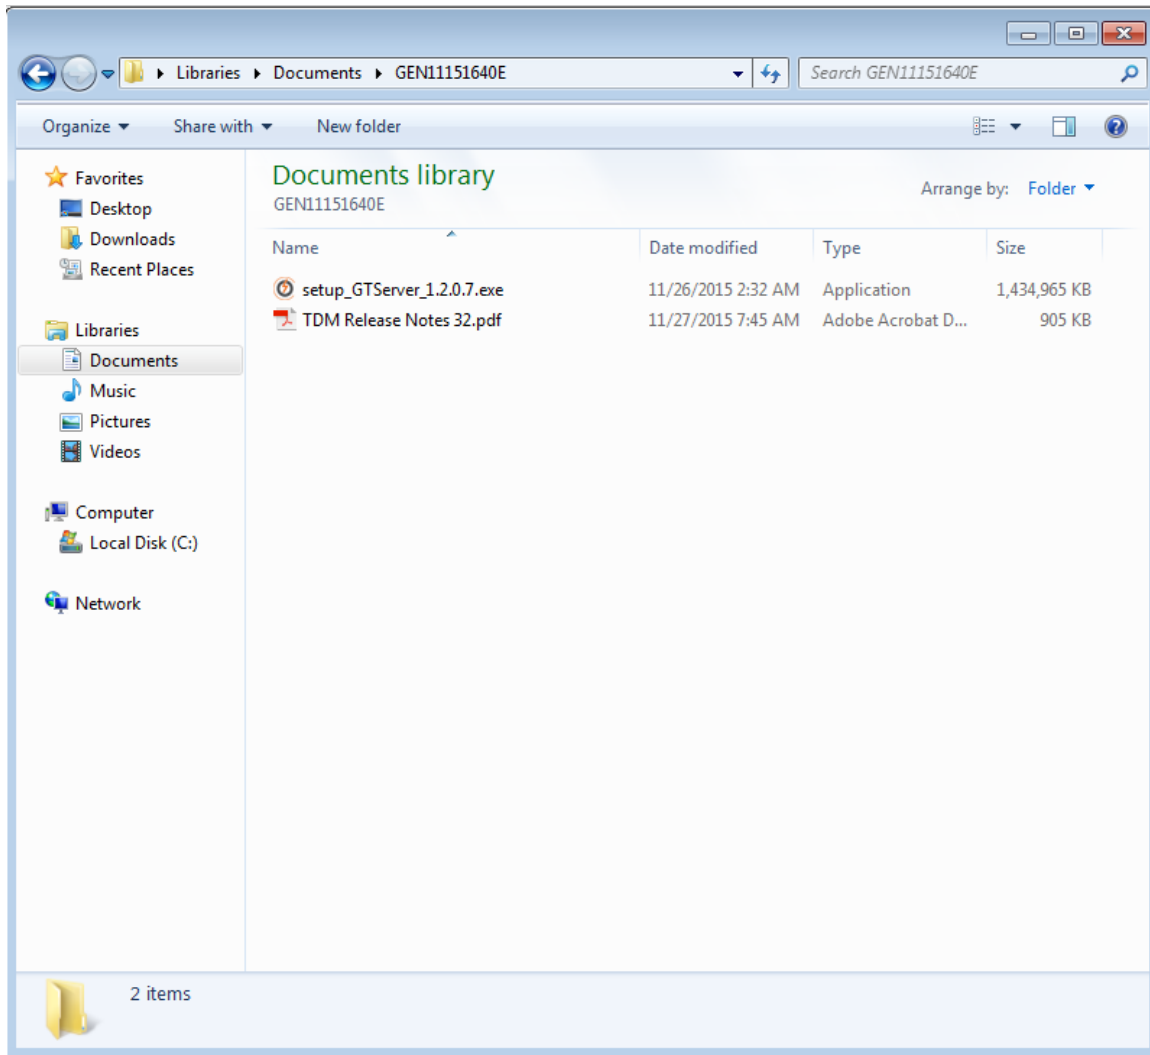 Libraries ▸ Documents ▸ GEN11151640E
Search GEN11151640E
Organize Share with New folder
Favorites
Desktop
Downloads
Recent Places
Libraries
Documents
Music
Pictures
Videos
Computer
Local Disk (C:)
Network
Documents library
GEN11151640E
Arrange by: Folder
Name Date modified Type Size
setup_GTServer_1.2.0.7.exe 11/26/2015 2:32 AM Application 1,434,965 KB
TDM Release Notes 32.pdf 11/27/2015 7:45 AM Adobe Acrobat D... 905 KB
2 items